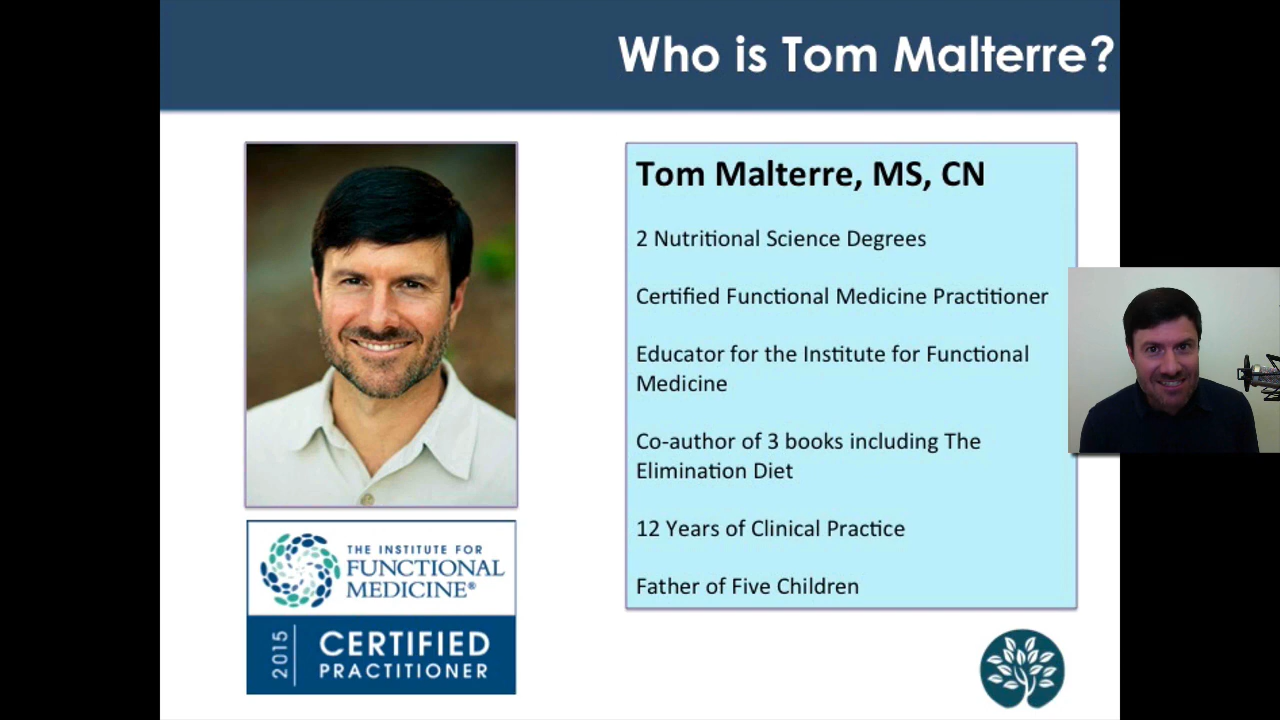 Who is Tom Malterre?
Tom Malterre, MS, CN
2 Nutritional Science Degrees
Certified Functional Medicine Practitioner
Educator for the Institute for Functional
Medicine
Co-author of 3 books including The
Elimination Diet
12 Years of Clinical Practice
Father of Five Children
THE INSTITUTE FOR
FUNCTIONAL
MEDICINE®
2015
CERTIFIED
PRACTITIONER